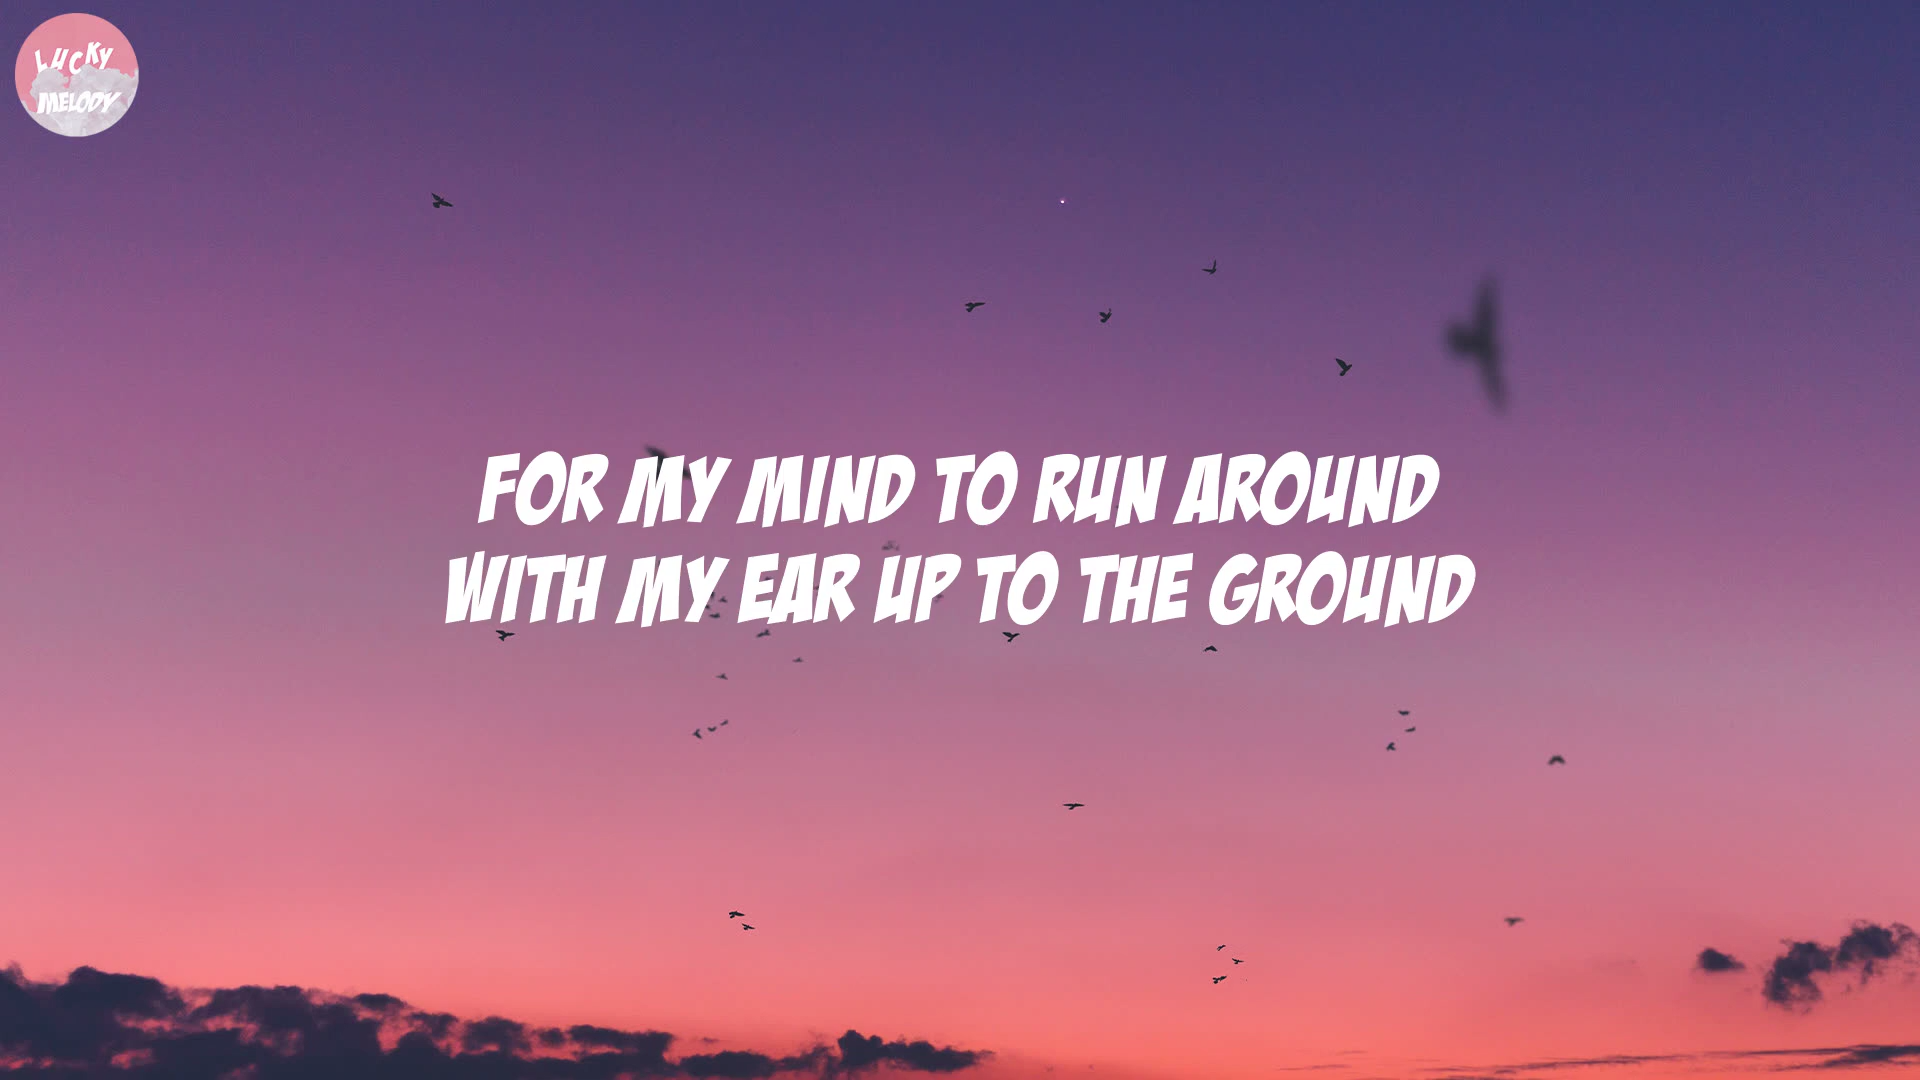 LUCKY
MELODY
FOR MY MIND TO RUN AROUND
WITH MY EAR UP TO THE GROUND